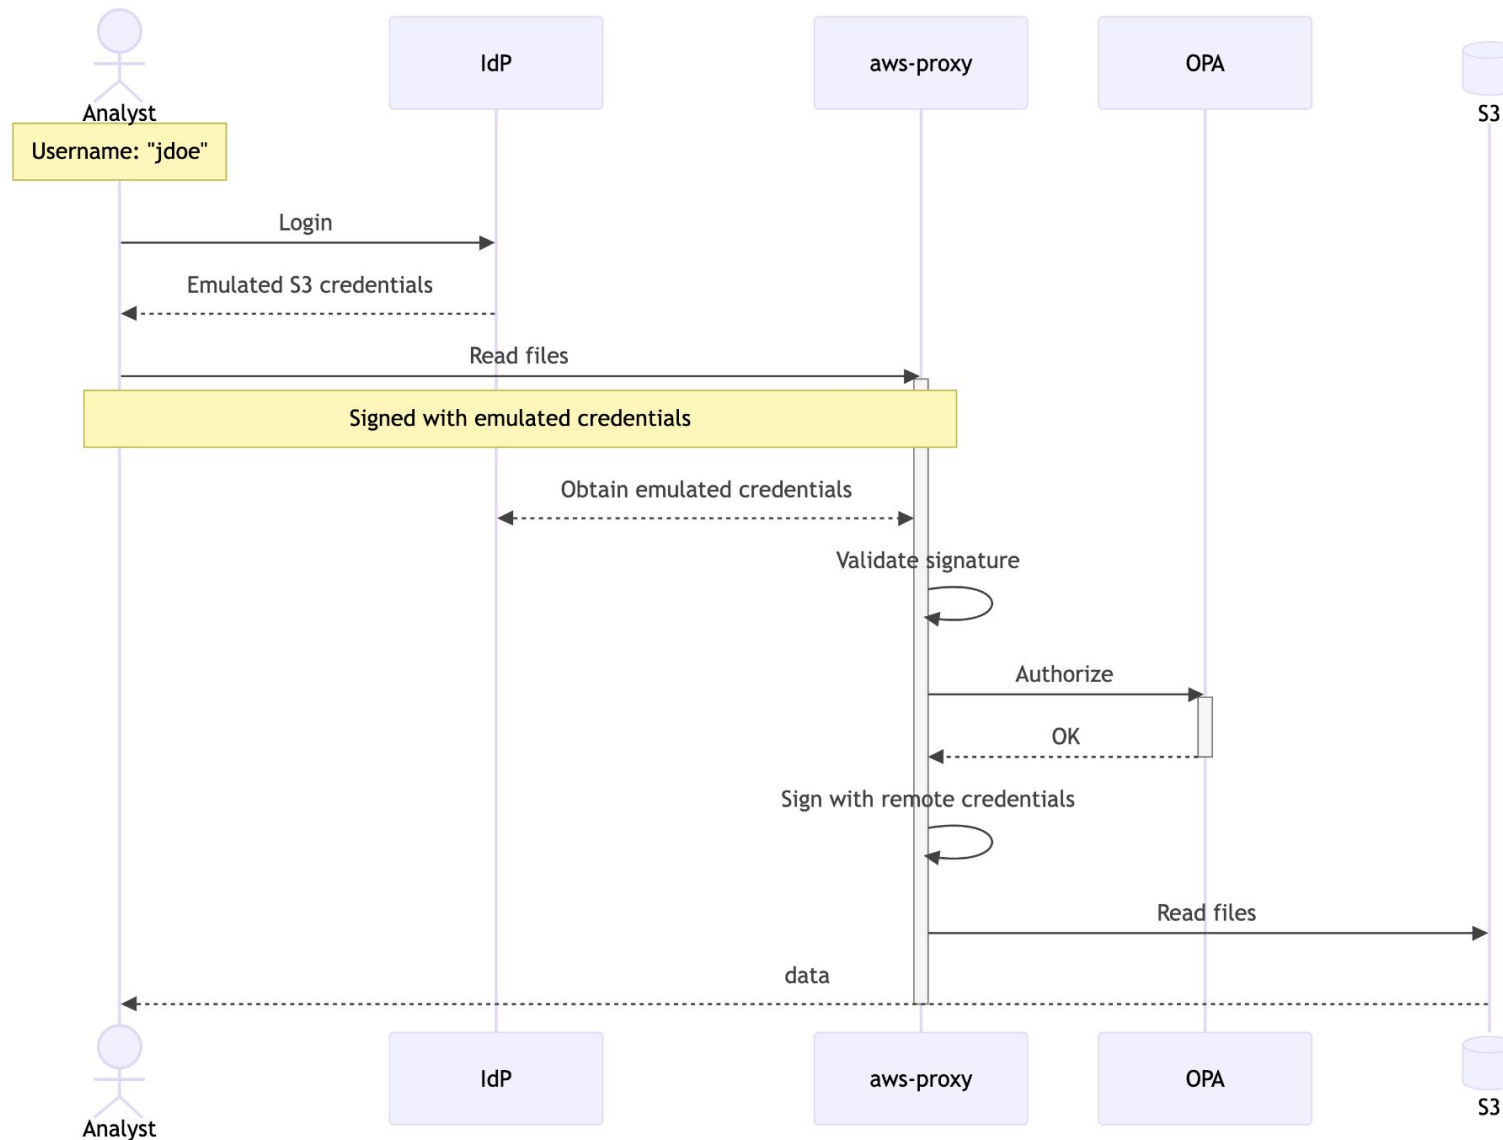 IdP
aws-proxy
OPA
Analyst
S3
Username: "jdoe"
Login
Emulated S3 credentials
Read files
Signed with emulated credentials
Obtain emulated credentials
Validate signature
Authorize
OK
Sign with remote credentials
Read files
data
IdP
aws-proxy
OPA
S3
Analyst